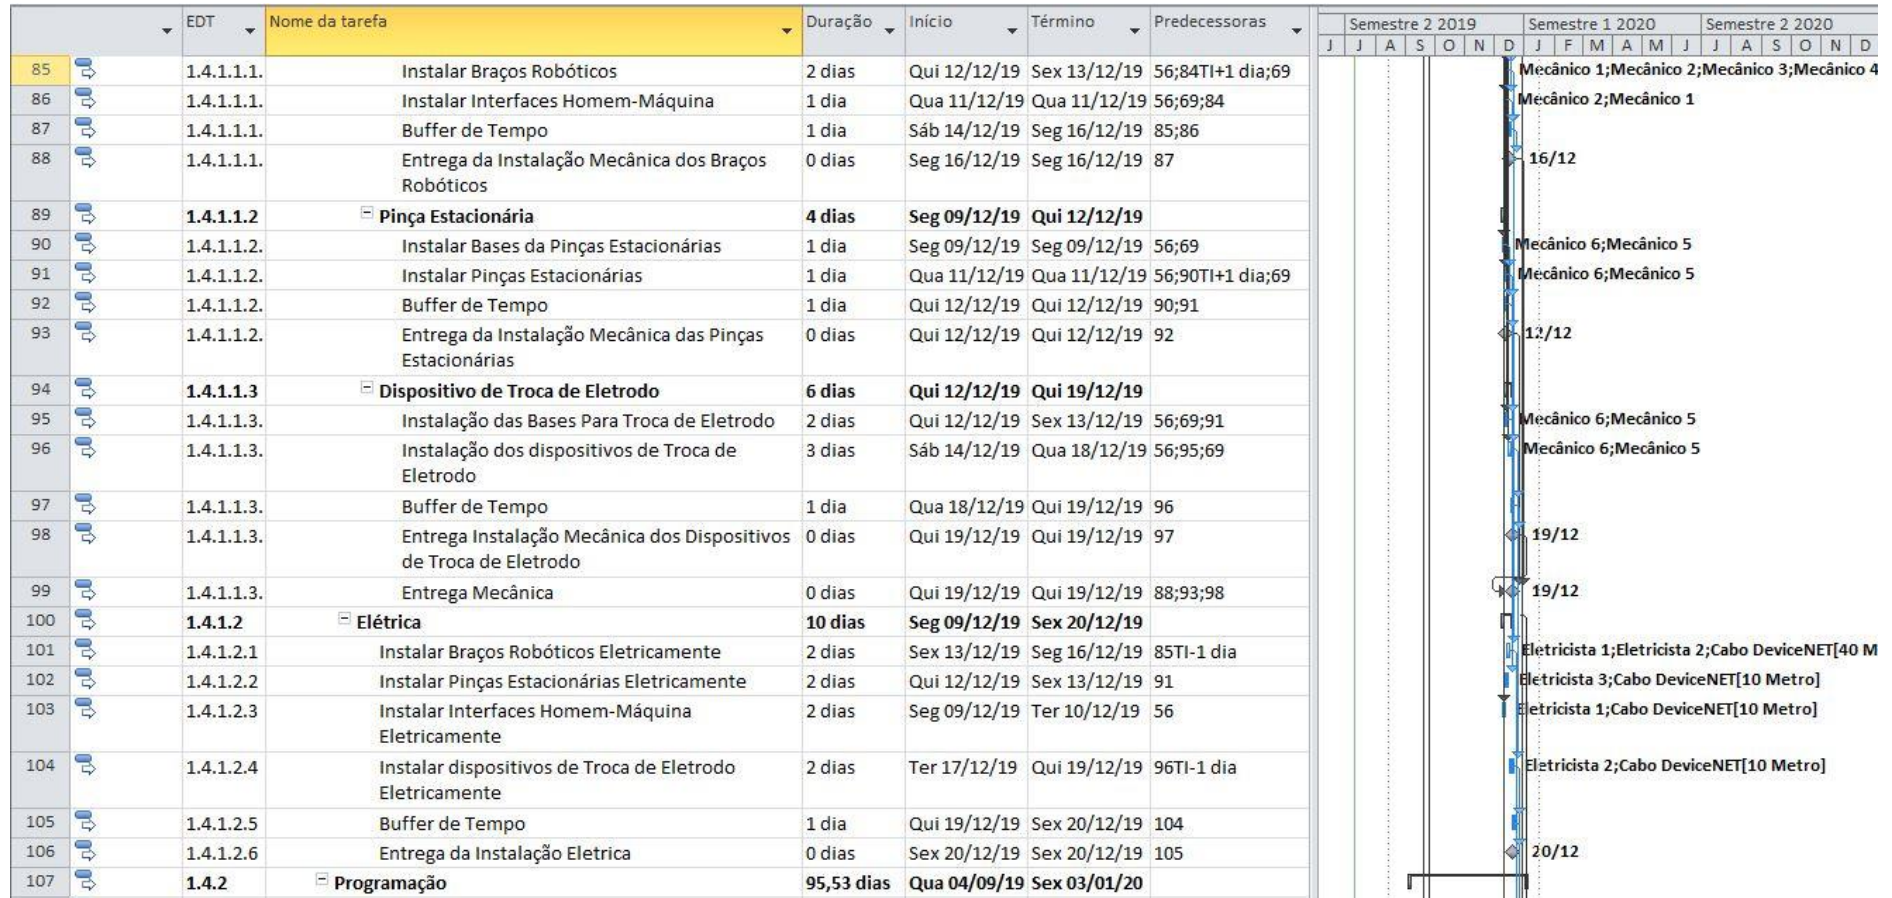 EDT Nome da tarefa Duração Início Término Predecessoras Semestre 2 2019 Semestre 1 2020 Semestre 2 2020
J J A S O N D J F M A M J J A S O N D
85 1.4.1.1.1. Instalar Braços Robóticos 2 dias Qui 12/12/19 Sex 13/12/19 56;84TI+1 dia;69 Mecânico 1;Mecânico 2;Mecânico 3;Mecânico 4
86 1.4.1.1.1. Instalar Interfaces Homem-Máquina 1 dia Qua 11/12/19 Qua 11/12/19 56;69;84 Mecânico 2;Mecânico 1
87 1.4.1.1.1. Buffer de Tempo 1 dia Sáb 14/12/19 Seg 16/12/19 85;86
88 1.4.1.1.1. Entrega da Instalação Mecânica dos Braços 0 dias Seg 16/12/19 Seg 16/12/19 87 16/12
Robóticos
89 1.4.1.1.2 Pinça Estacionária 4 dias Seg 09/12/19 Qui 12/12/19
90 1.4.1.1.2. Instalar Bases da Pinças Estacionárias 1 dia Seg 09/12/19 Seg 09/12/19 56;69 Mecânico 6;Mecânico 5
91 1.4.1.1.2. Instalar Pinças Estacionárias 1 dia Qua 11/12/19 Qua 11/12/19 56;90TI+1 dia;69 Mecânico 6;Mecânico 5
92 1.4.1.1.2. Buffer de Tempo 1 dia Qui 12/12/19 Qui 12/12/19 90;91
93 1.4.1.1.2. Entrega da Instalação Mecânica das Pinças 0 dias Qui 12/12/19 Qui 12/12/19 92 12/12
Estacionárias
94 1.4.1.1.3 Dispositivo de Troca de Eletrodo 6 dias Qui 12/12/19 Qui 19/12/19
95 1.4.1.1.3. Instalação das Bases Para Troca de Eletrodo 2 dias Qui 12/12/19 Sex 13/12/19 56;69;91 Mecânico 6;Mecânico 5
96 1.4.1.1.3. Instalação dos dispositivos de Troca de 3 dias Sáb 14/12/19 Qua 18/12/19 56;95;69 Mecânico 6;Mecânico 5
Eletrodo
97 1.4.1.1.3. Buffer de Tempo 1 dia Qua 18/12/19 Qui 19/12/19 96
98 1.4.1.1.3. Entrega Instalação Mecânica dos Dispositivos 0 dias Qui 19/12/19 Qui 19/12/19 97 19/12
de Troca de Eletrodo
99 1.4.1.1.3. Entrega Mecânica 0 dias Qui 19/12/19 Qui 19/12/19 88;93;98 19/12
100 1.4.1.2 Elétrica 10 dias Seg 09/12/19 Sex 20/12/19
101 1.4.1.2.1 Instalar Braços Robóticos Eletricamente 2 dias Sex 13/12/19 Seg 16/12/19 85TI-1 dia Eletricista 1;Eletricista 2;Cabo DeviceNET[40 M
102 1.4.1.2.2 Instalar Pinças Estacionárias Eletricamente 2 dias Qui 12/12/19 Sex 13/12/19 91 Eletricista 3;Cabo DeviceNET[10 Metro]
103 1.4.1.2.3 Instalar Interfaces Homem-Máquina 2 dias Seg 09/12/19 Ter 10/12/19 56 Eletricista 1;Cabo DeviceNET[10 Metro]
Eletricamente
104 1.4.1.2.4 Instalar dispositivos de Troca de Eletrodo 2 dias Ter 17/12/19 Qui 19/12/19 96TI-1 dia Eletricista 2;Cabo DeviceNET[10 Metro]
Eletricamente
105 1.4.1.2.5 Buffer de Tempo 1 dia Qui 19/12/19 Sex 20/12/19 104
106 1.4.1.2.6 Entrega da Instalação Eletrica 0 dias Sex 20/12/19 Sex 20/12/19 105 20/12
107 1.4.2 Programação 95,53 dias Qua 04/09/19 Sex 03/01/20